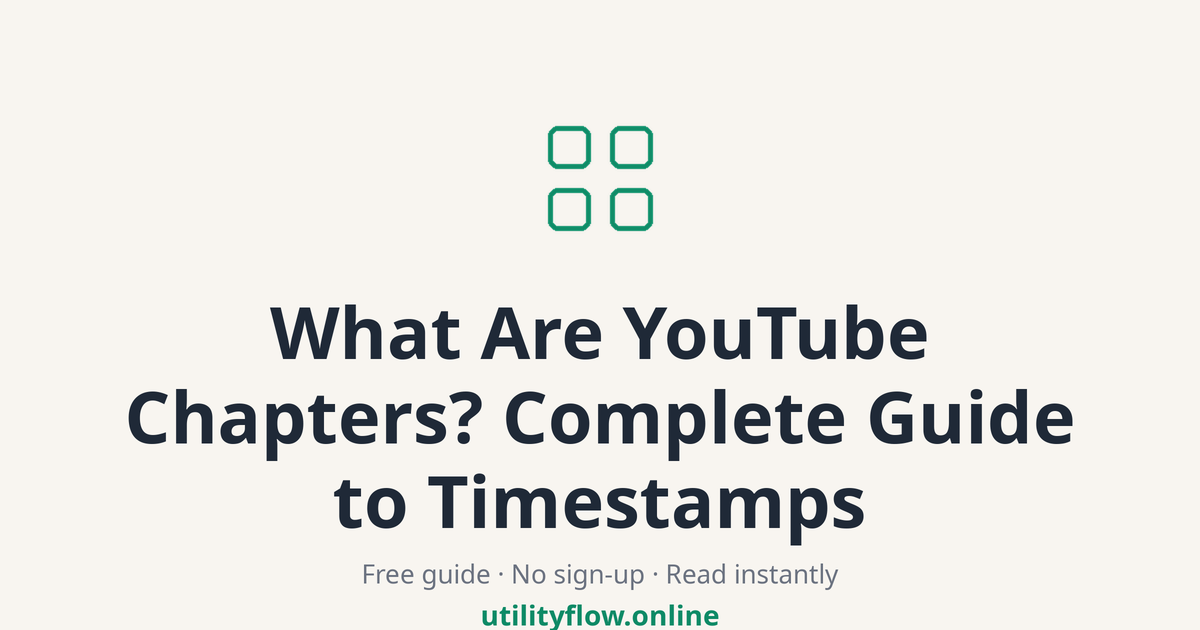 What Are YouTube
Chapters? Complete Guide
to Timestamps
Free guide · No sign-up · Read instantly
utilityflow.online